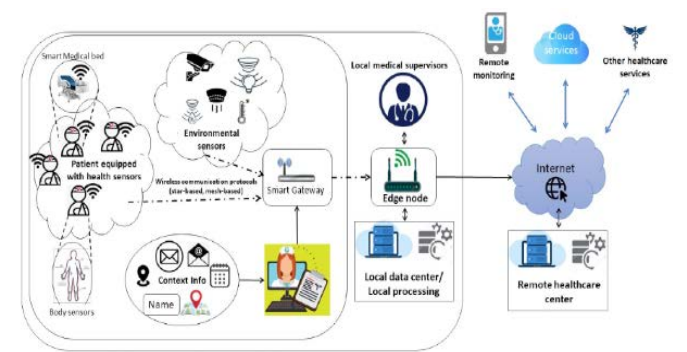 Smart Medical bed
Patient equipped
with health sensors
Body sensors
Environmental
sensors
Wireless communication protocols
(star-based, mesh-based)
Context Info
Name
Smart Gateway
Local medical supervisors
Edge node
Local data center/
Local processing
Remote
monitoring
Cloud
services
Other healthcare
services
Internet
Remote healthcare
center